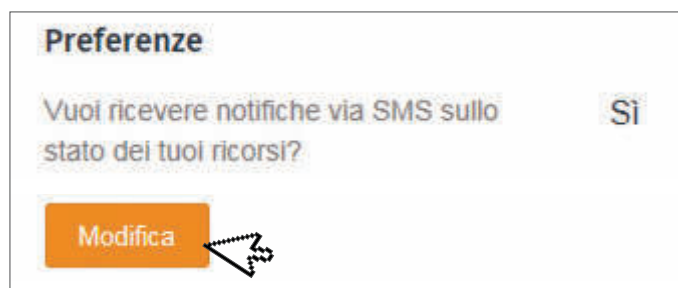 Preferenze
Vuoi ricevere notifiche via SMS sullo
Sì
stato dei tuoi ricorsi?
Modifica